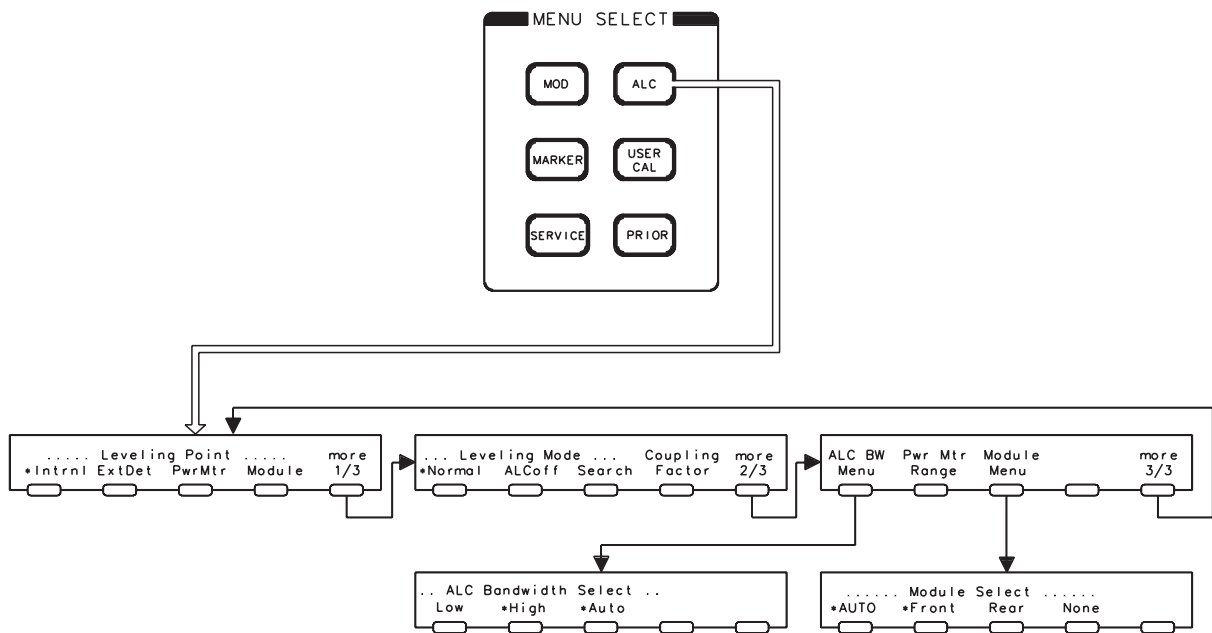 MENU SELECT
MOD
ALC
MARKER
USER
CAL
SERVICE
PRIOR
..... Leveling Point ..... more
*Intrnl ExtDet PwrMtr Module 1/3
... Leveling Mode ... Coupling more
*Normal ALCoff Search Factor 2/3
ALC BW Pwr Mtr Module more
Menu Range Menu 3/3
.. ALC Bandwidth Select ..
Low *High *Auto
...... Module Select ......
*AUTO *Front Rear None